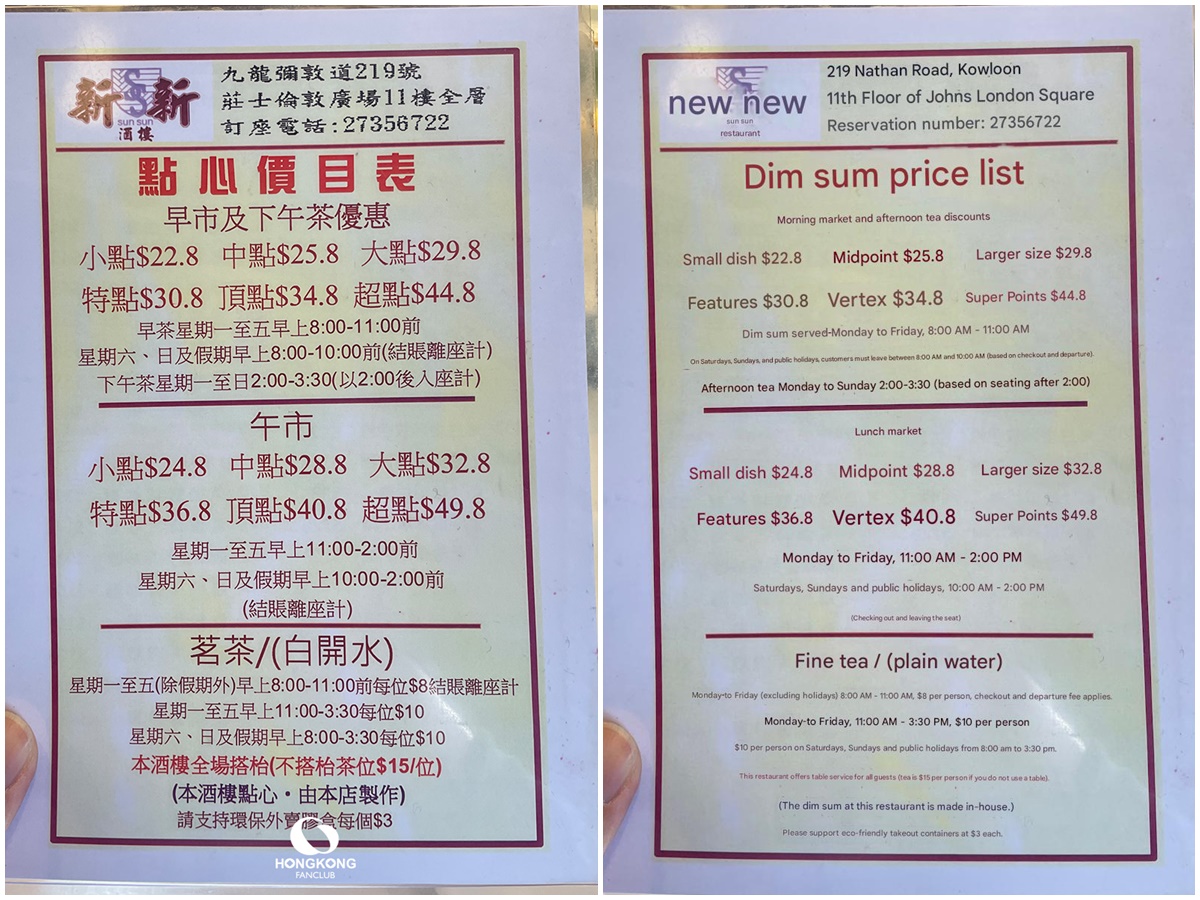 新新
sun sun
酒樓
九龍彌敦道219號
莊士倫敦廣場11樓全層
訂座電話:27356722
點心價目表
早市及下午茶優惠
小點$22.8 中點$25.8 大點$29.8
特點$30.8 頂點$34.8 超點$44.8
早茶星期一至五早上8:00-11:00前
星期六、日及假期早上8:00-10:00前(結賬離座計)
下午茶星期一至日2:00-3:30(以2:00後入座計)
午市
小點$24.8 中點$28.8 大點$32.8
特點$36.8 頂點$40.8 超點$49.8
星期一至五早上11:00-2:00前
星期六、日及假期早上10:00-2:00前
(結賬離座計)
茗茶/(白開水)
星期一至五(除假期外)早上8:00-11:00前每位$8結賬離座計
星期一至五早上11:00-3:30每位$10
星期六、日及假期早上8:00-3:30每位$10
本酒樓全場搭枱(不搭枱茶位$15/位)
(本酒樓點心・由本店製作)
請支持環保外賣膠盒每個$3
HONGKONG
FANCLUB
new new
sun sun
restaurant
219 Nathan Road, Kowloon
11th Floor of Johns London Square
Reservation number: 27356722
Dim sum price list
Morning market and afternoon tea discounts
Small dish $22.8 Midpoint $25.8 Larger size $29.8
Features $30.8 Vertex $34.8 Super Points $44.8
Dim sum served-Monday to Friday, 8:00 AM - 11:00 AM
On Saturdays, Sundays, and public holidays, customers must leave between 8:00 AM and 10:00 AM (based on checkout and departure).
Afternoon tea Monday to Sunday 2:00-3:30 (based on seating after 2:00)
Lunch market
Small dish $24.8 Midpoint $28.8 Larger size $32.8
Features $36.8 Vertex $40.8 Super Points $49.8
Monday to Friday, 11:00 AM - 2:00 PM
Saturdays, Sundays and public holidays, 10:00 AM - 2:00 PM
(Checking out and leaving the seat)
Fine tea / (plain water)
Monday-to Friday (excluding holidays) 8:00 AM - 11:00 AM, $8 per person, checkout and departure fee applies.
Monday-to Friday, 11:00 AM - 3:30 PM, $10 per person
$10 per person on Saturdays, Sundays and public holidays from 8:00 am to 3:30 pm.
This restaurant offers table service for all guests (tea is $15 per person if you do not use a table).
(The dim sum at this restaurant is made in-house.)
Please support eco-friendly takeout containers at $3 each.